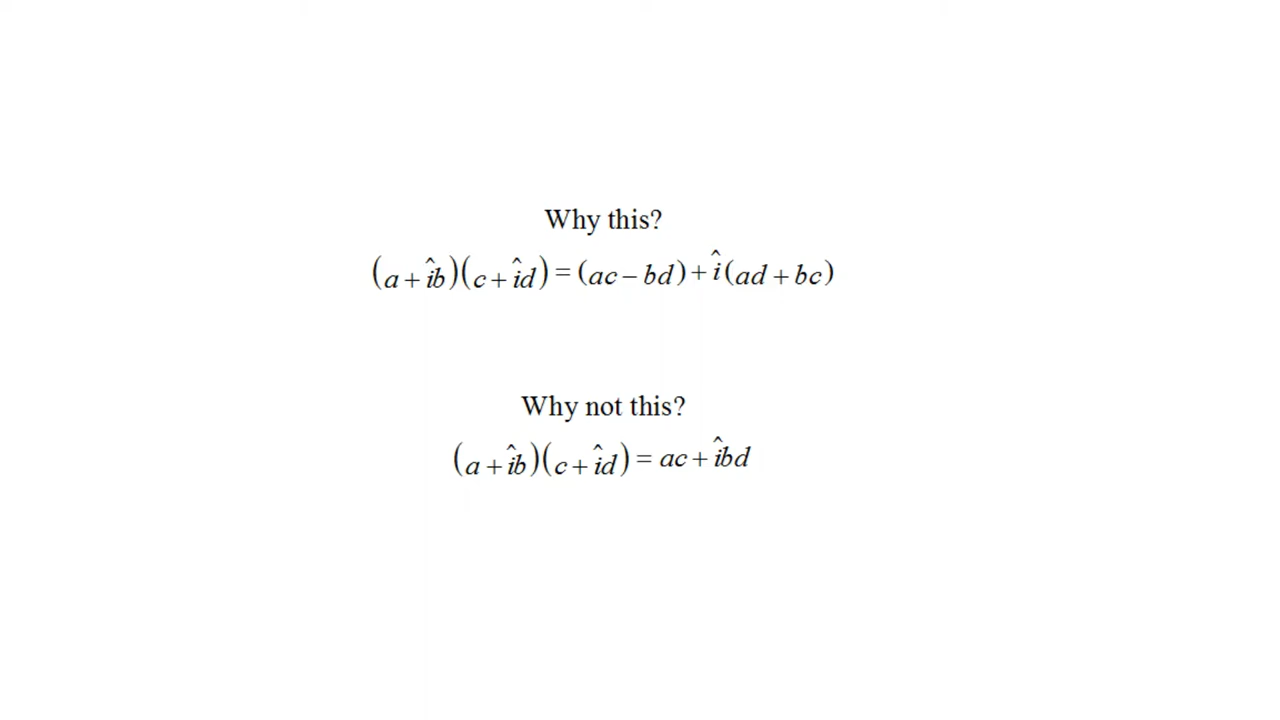 Why this?
(a + îb)(c + îd) = (ac − bd) + î(ad + bc)
Why not this?
(a + îb)(c + îd) = ac + îbd